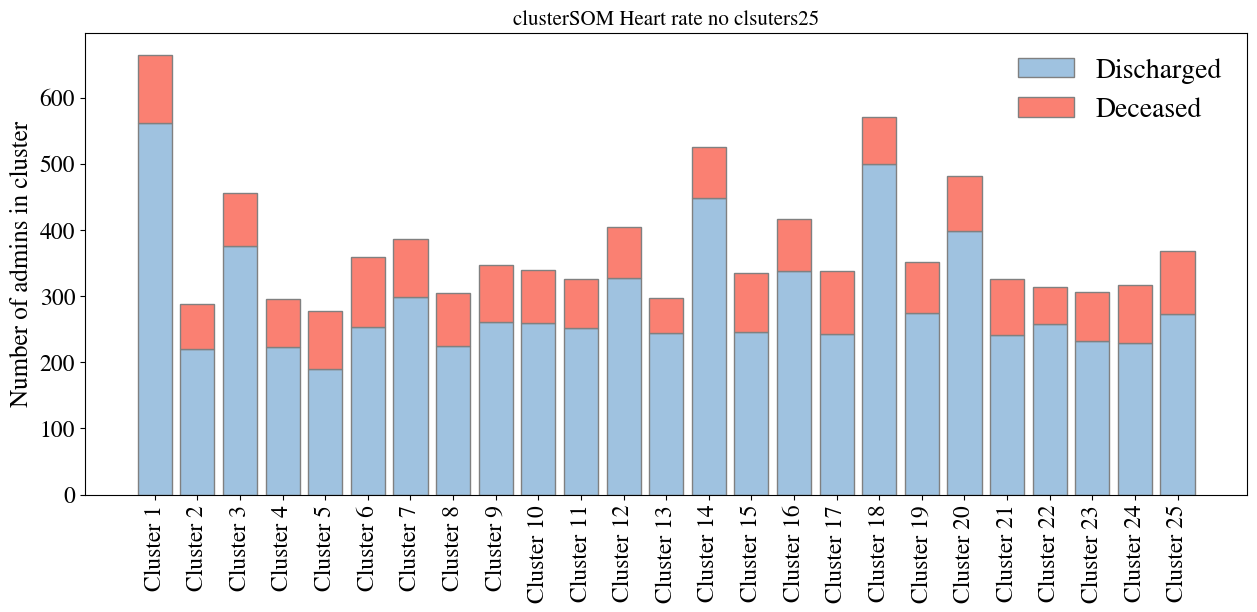 clusterSOM Heart rate no clsuters25
Discharged
Deceased
Number of admins in cluster
600
500
400
300
200
100
0
Cluster 1
Cluster 2
Cluster 3
Cluster 4
Cluster 5
Cluster 6
Cluster 7
Cluster 8
Cluster 9
Cluster 10
Cluster 11
Cluster 12
Cluster 13
Cluster 14
Cluster 15
Cluster 16
Cluster 17
Cluster 18
Cluster 19
Cluster 20
Cluster 21
Cluster 22
Cluster 23
Cluster 24
Cluster 25